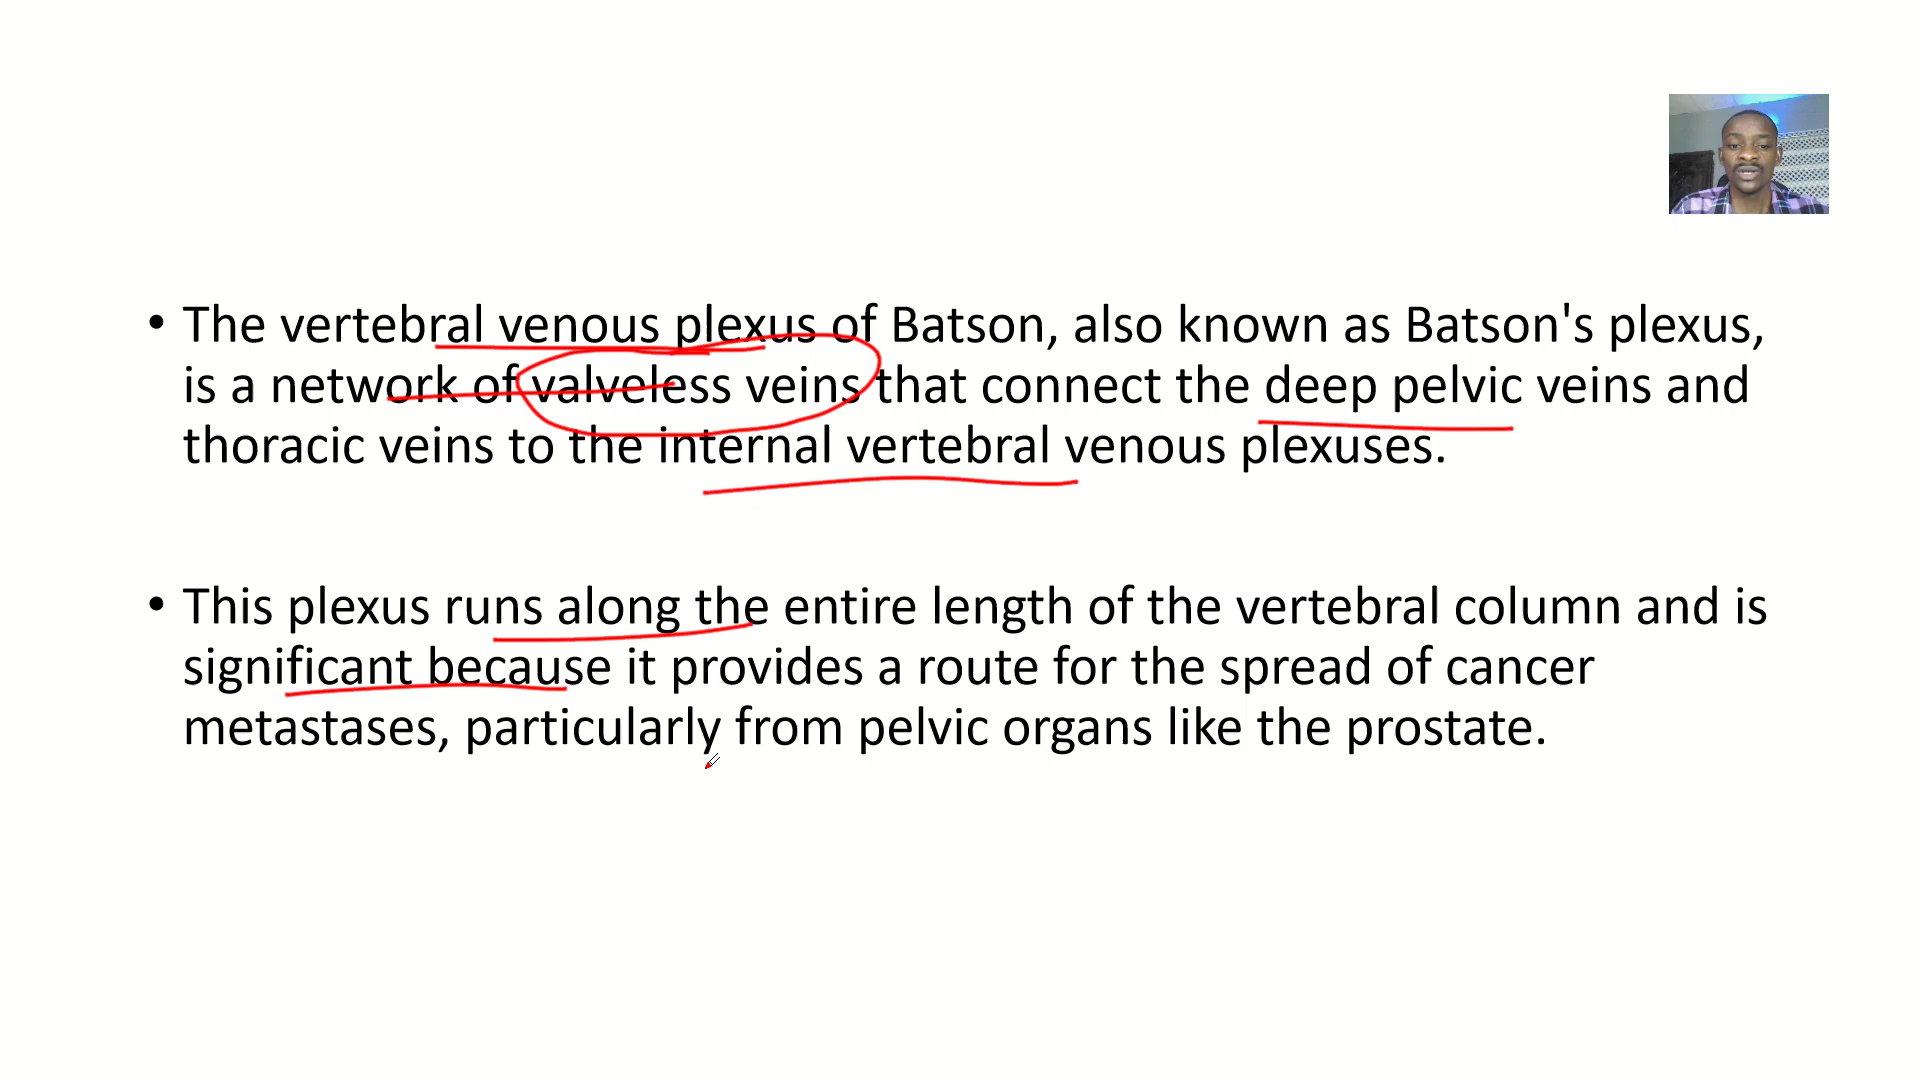 • The vertebral venous plexus of Batson, also known as Batson's plexus,
is a network of valveless veins that connect the deep pelvic veins and
thoracic veins to the internal vertebral venous plexuses.
• This plexus runs along the entire length of the vertebral column and is
significant because it provides a route for the spread of cancer
metastases, particularly from pelvic organs like the prostate.